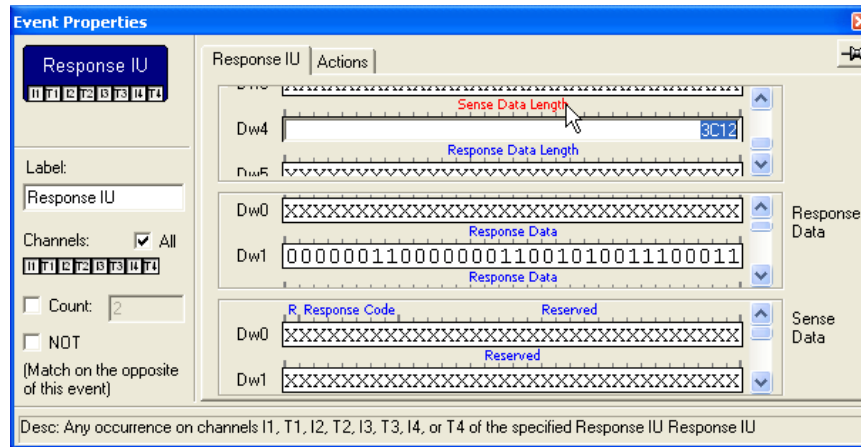 Event Properties
Response IU
I1 T1 I2 T2 I3 T3 I4 T4
Label:
Response IU
Channels: All
I1 T1 I2 T2 I3 T3 I4 T4
Count: 2
NOT
(Match on the opposite
of this event)
Response IU Actions
Sense Data Length
Dw4 3C12
Response Data Length
Dw5
Dw0 XXXXXXXXXXXXXXXXXXXXXXXXXXXXXXXX
Response Data
Dw1 00000011000000011001010011100011
Response Data
Response
Data
R Response Code Reserved
Dw0 XXXXXXXXXXXXXXXXXXXXXXXXXXXXXXXX
Reserved
Dw1 XXXXXXXXXXXXXXXXXXXXXXXXXXXXXXXX
Sense
Data
Desc: Any occurrence on channels I1, T1, I2, T2, I3, T3, I4, or T4 of the specified Response IU Response IU